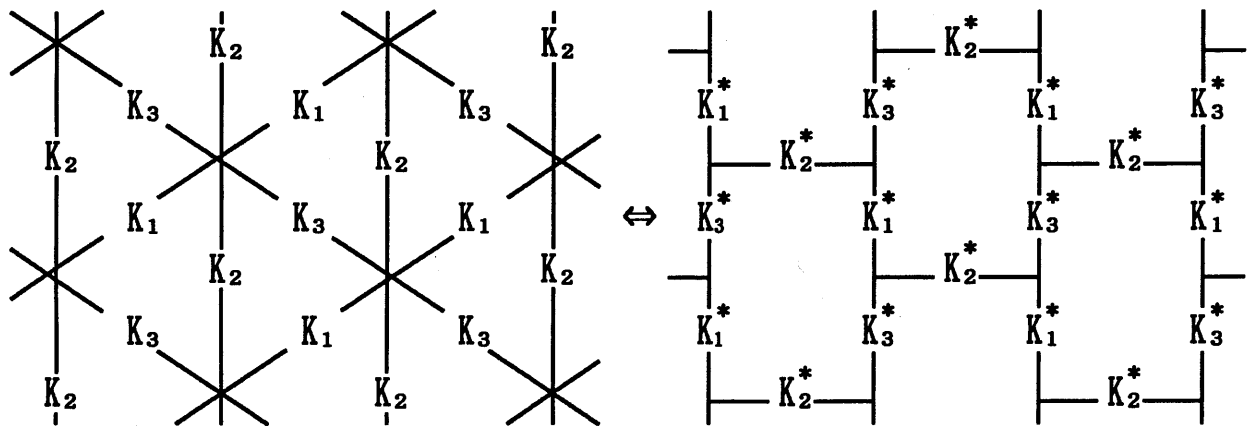 K₂ K₂ K₂*
K₃ K₁ K₃ K₁* K₃* K₁* K₃*
K₂ K₂ K₂* K₂*
K₁ K₃ K₁ ⇔ K₃* K₁* K₃* K₁*
K₂ K₂ K₂*
K₃ K₁ K₃ K₁* K₃* K₁* K₃*
K₂ K₂ K₂* K₂*